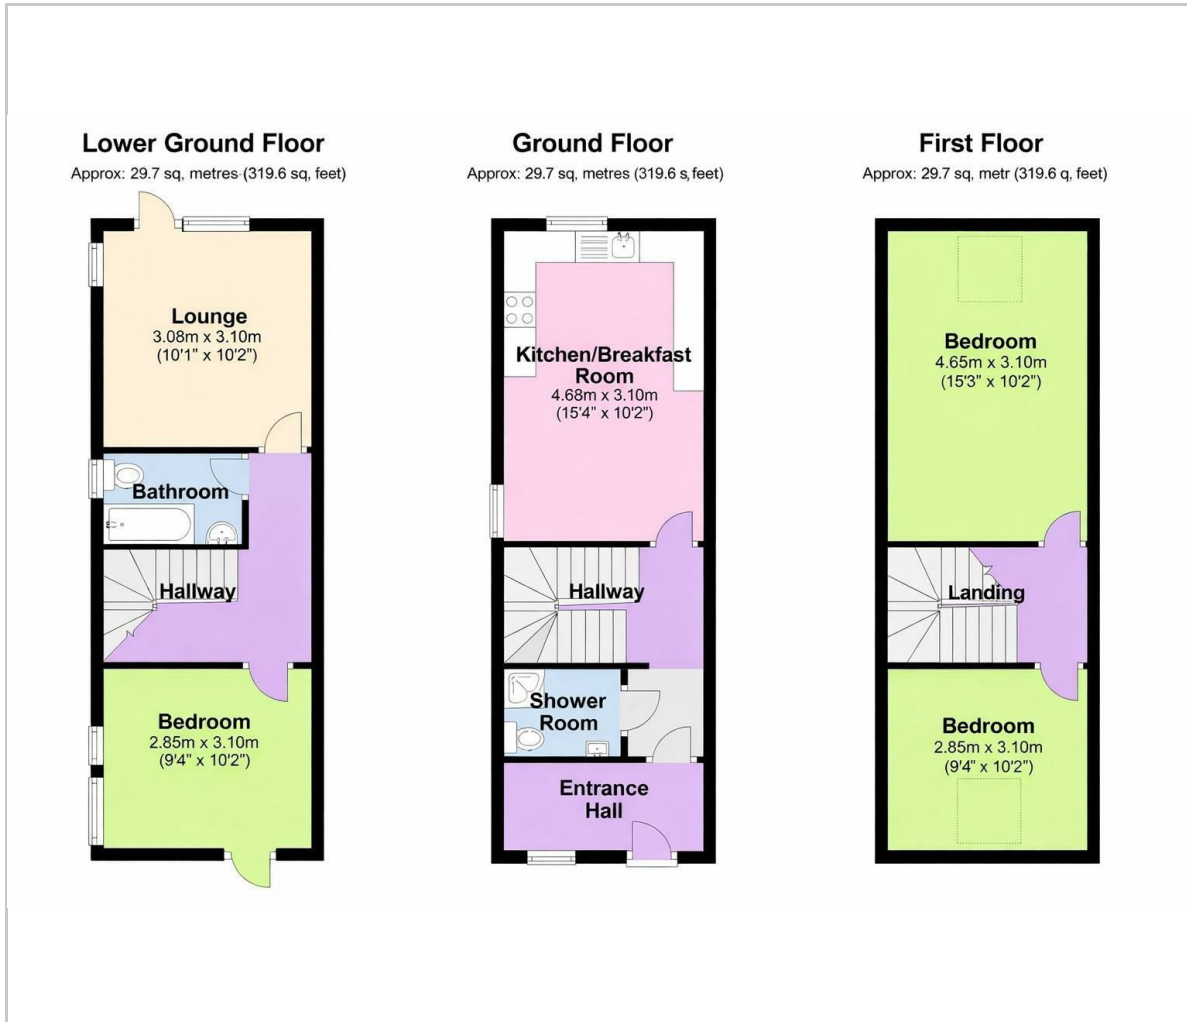 Lower Ground Floor
Approx: 29.7 sq, metres (319.6 sq, feet)
Lounge
3.08m x 3.10m
(10'1" x 10'2")
Bathroom
Hallway
Bedroom
2.85m x 3.10m
(9'4" x 10'2")
Ground Floor
Approx: 29.7 sq, metres (319.6 s, feet)
Kitchen/Breakfast
Room
4.68m x 3.10m
(15'4" x 10'2")
Hallway
Shower
Room
Entrance
Hall
First Floor
Approx: 29.7 sq, metr (319.6 q, feet)
Bedroom
4.65m x 3.10m
(15'3" x 10'2")
Landing
Bedroom
2.85m x 3.10m
(9'4" x 10'2")